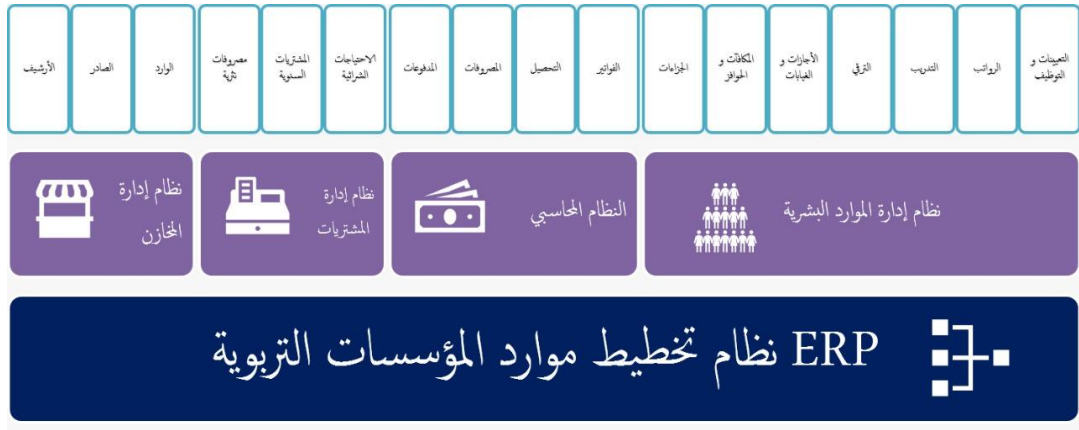 التعيينات و
التوظيف
الرواتب
التدريب
الترقي
الأجازات و
الغيابات
المكافآت و
الحوافز
الجزاءات
الفواتير
التحصيل
المصروفات
المدفوعات
الاحتياجات
الشرائية
المشتريات
السنوية
مصروفات
نثرية
الوارد
الصادر
الأرشيف
نظام إدارة الموارد البشرية
النظام المحاسبي
نظام إدارة
المشتريات
نظام إدارة
المخازن
ERP نظام تخطيط موارد المؤسسات التربوية